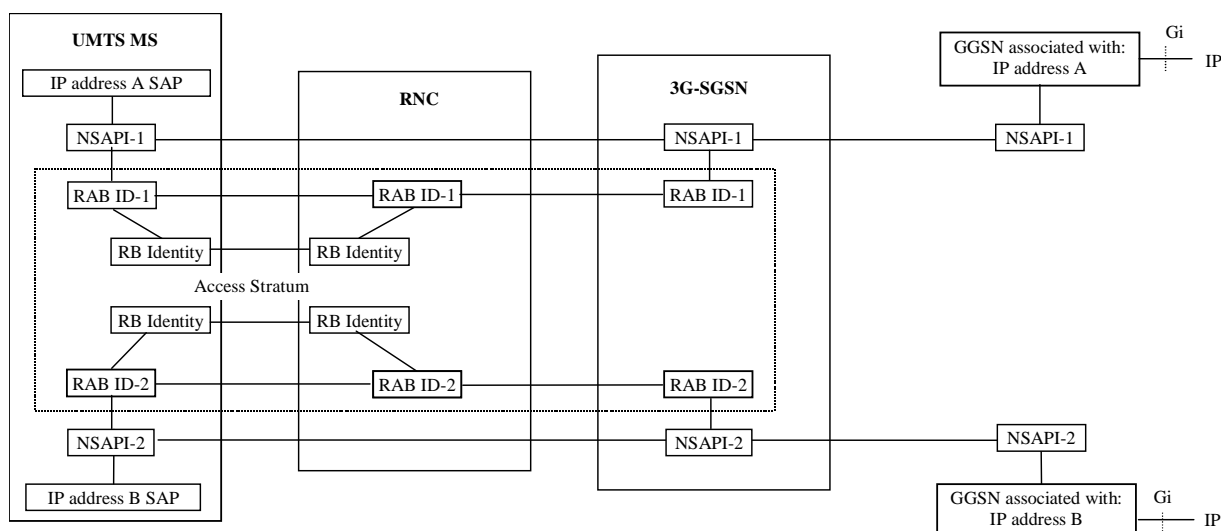 UMTS MS
GGSN associated with:
IP address A
Gi
IP
IP address A SAP
RNC
3G-SGSN
NSAPI-1
NSAPI-1
NSAPI-1
RAB ID-1
RAB ID-1
RAB ID-1
RB Identity
RB Identity
Access Stratum
RB Identity
RB Identity
RAB ID-2
RAB ID-2
RAB ID-2
NSAPI-2
NSAPI-2
NSAPI-2
IP address B SAP
GGSN associated with:
IP address B
Gi
IP